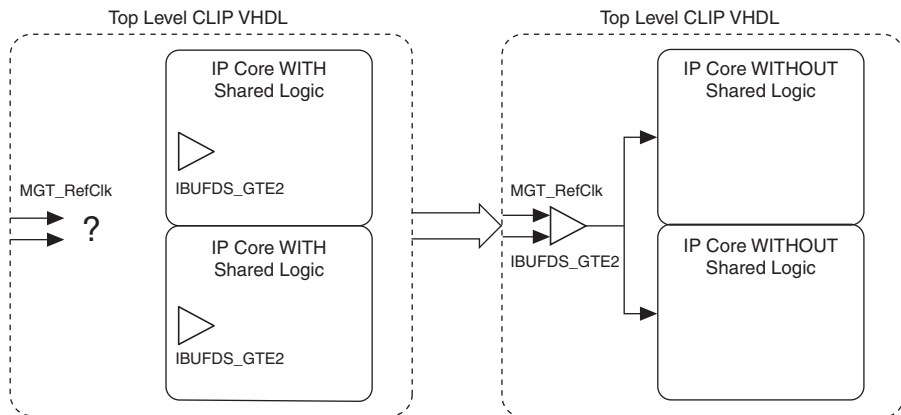 Top Level CLIP VHDL
IP Core WITH
Shared Logic
IBUFDS_GTE2
MGT_RefClk
?
IP Core WITH
Shared Logic
IBUFDS_GTE2
Top Level CLIP VHDL
IP Core WITHOUT
Shared Logic
MGT_RefClk
IBUFDS_GTE2
IP Core WITHOUT
Shared Logic